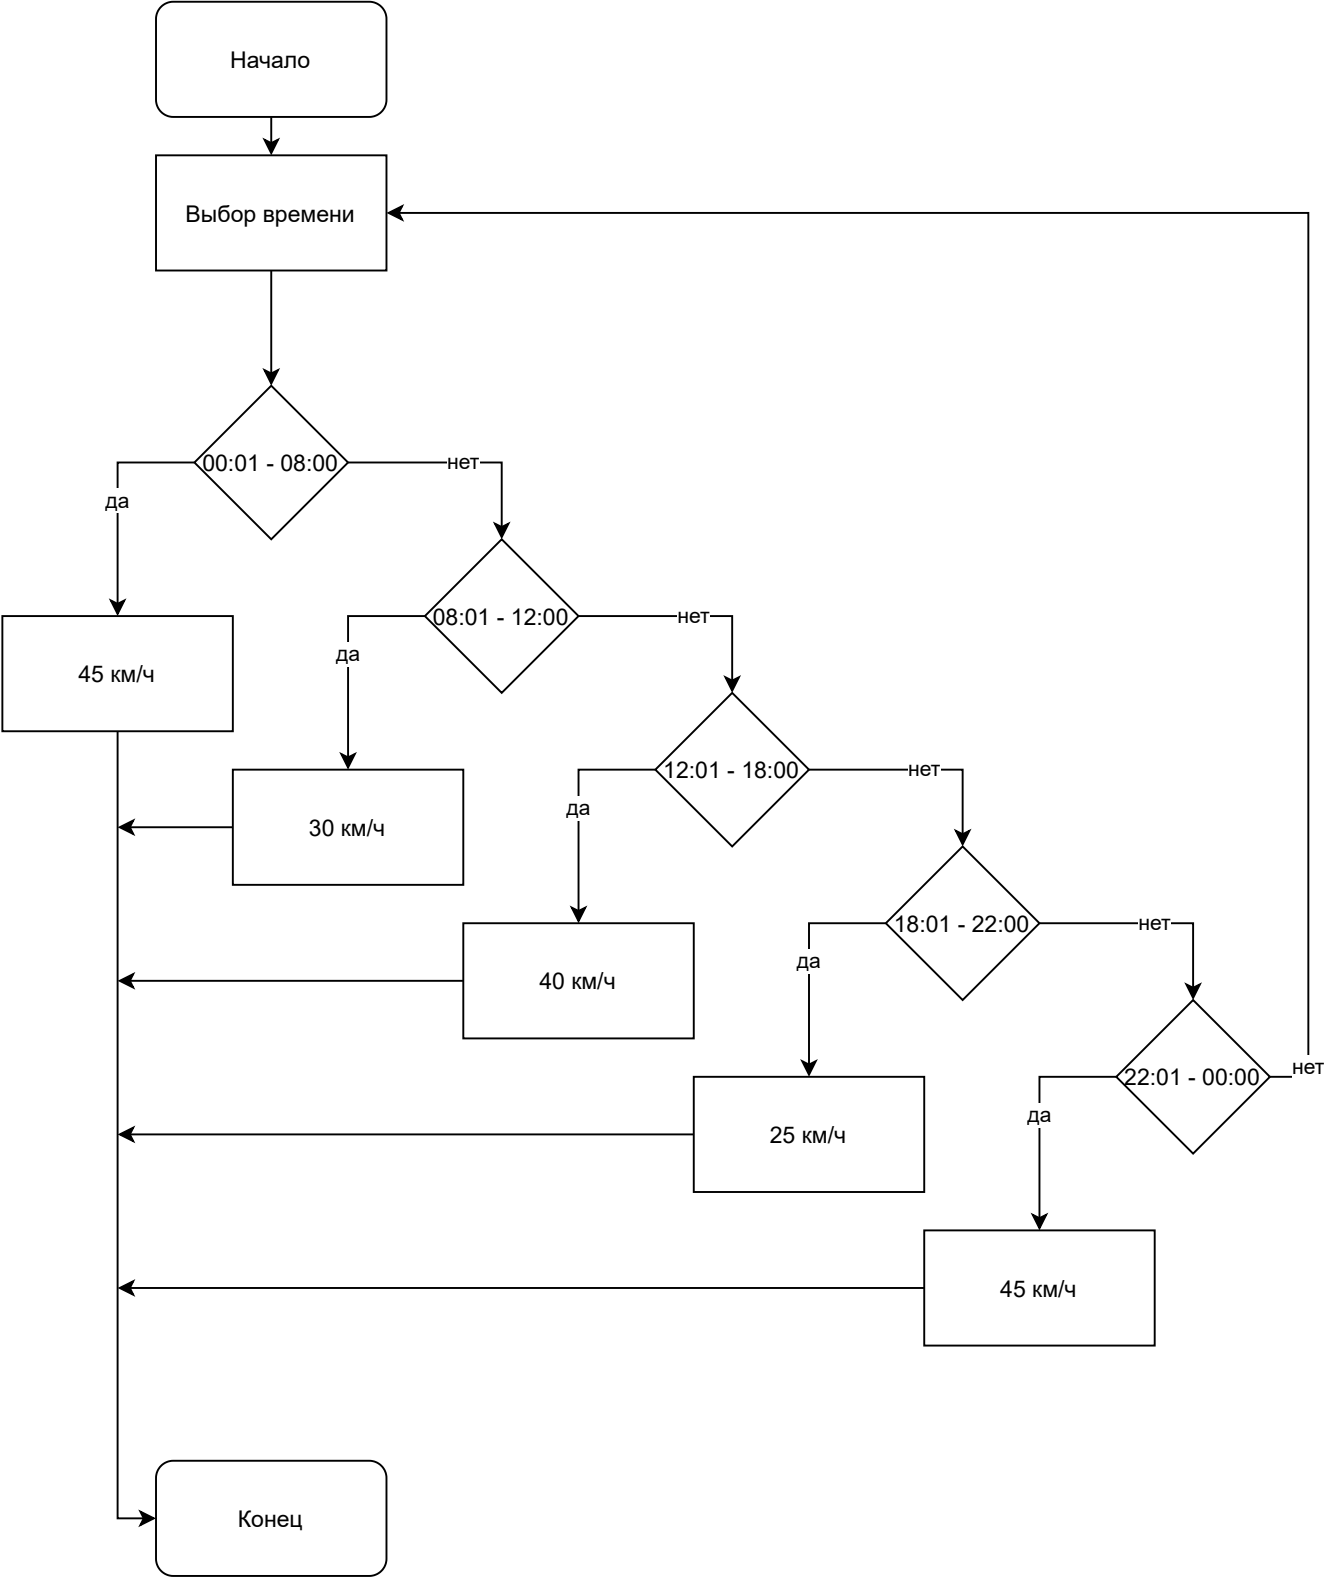 Начало
Выбор времени
00:01 - 08:00
нет
да
08:01 - 12:00
нет
да
45 км/ч
12:01 - 18:00
нет
да
30 км/ч
18:01 - 22:00
нет
да
40 км/ч
22:01 - 00:00
нет
да
25 км/ч
45 км/ч
Конец